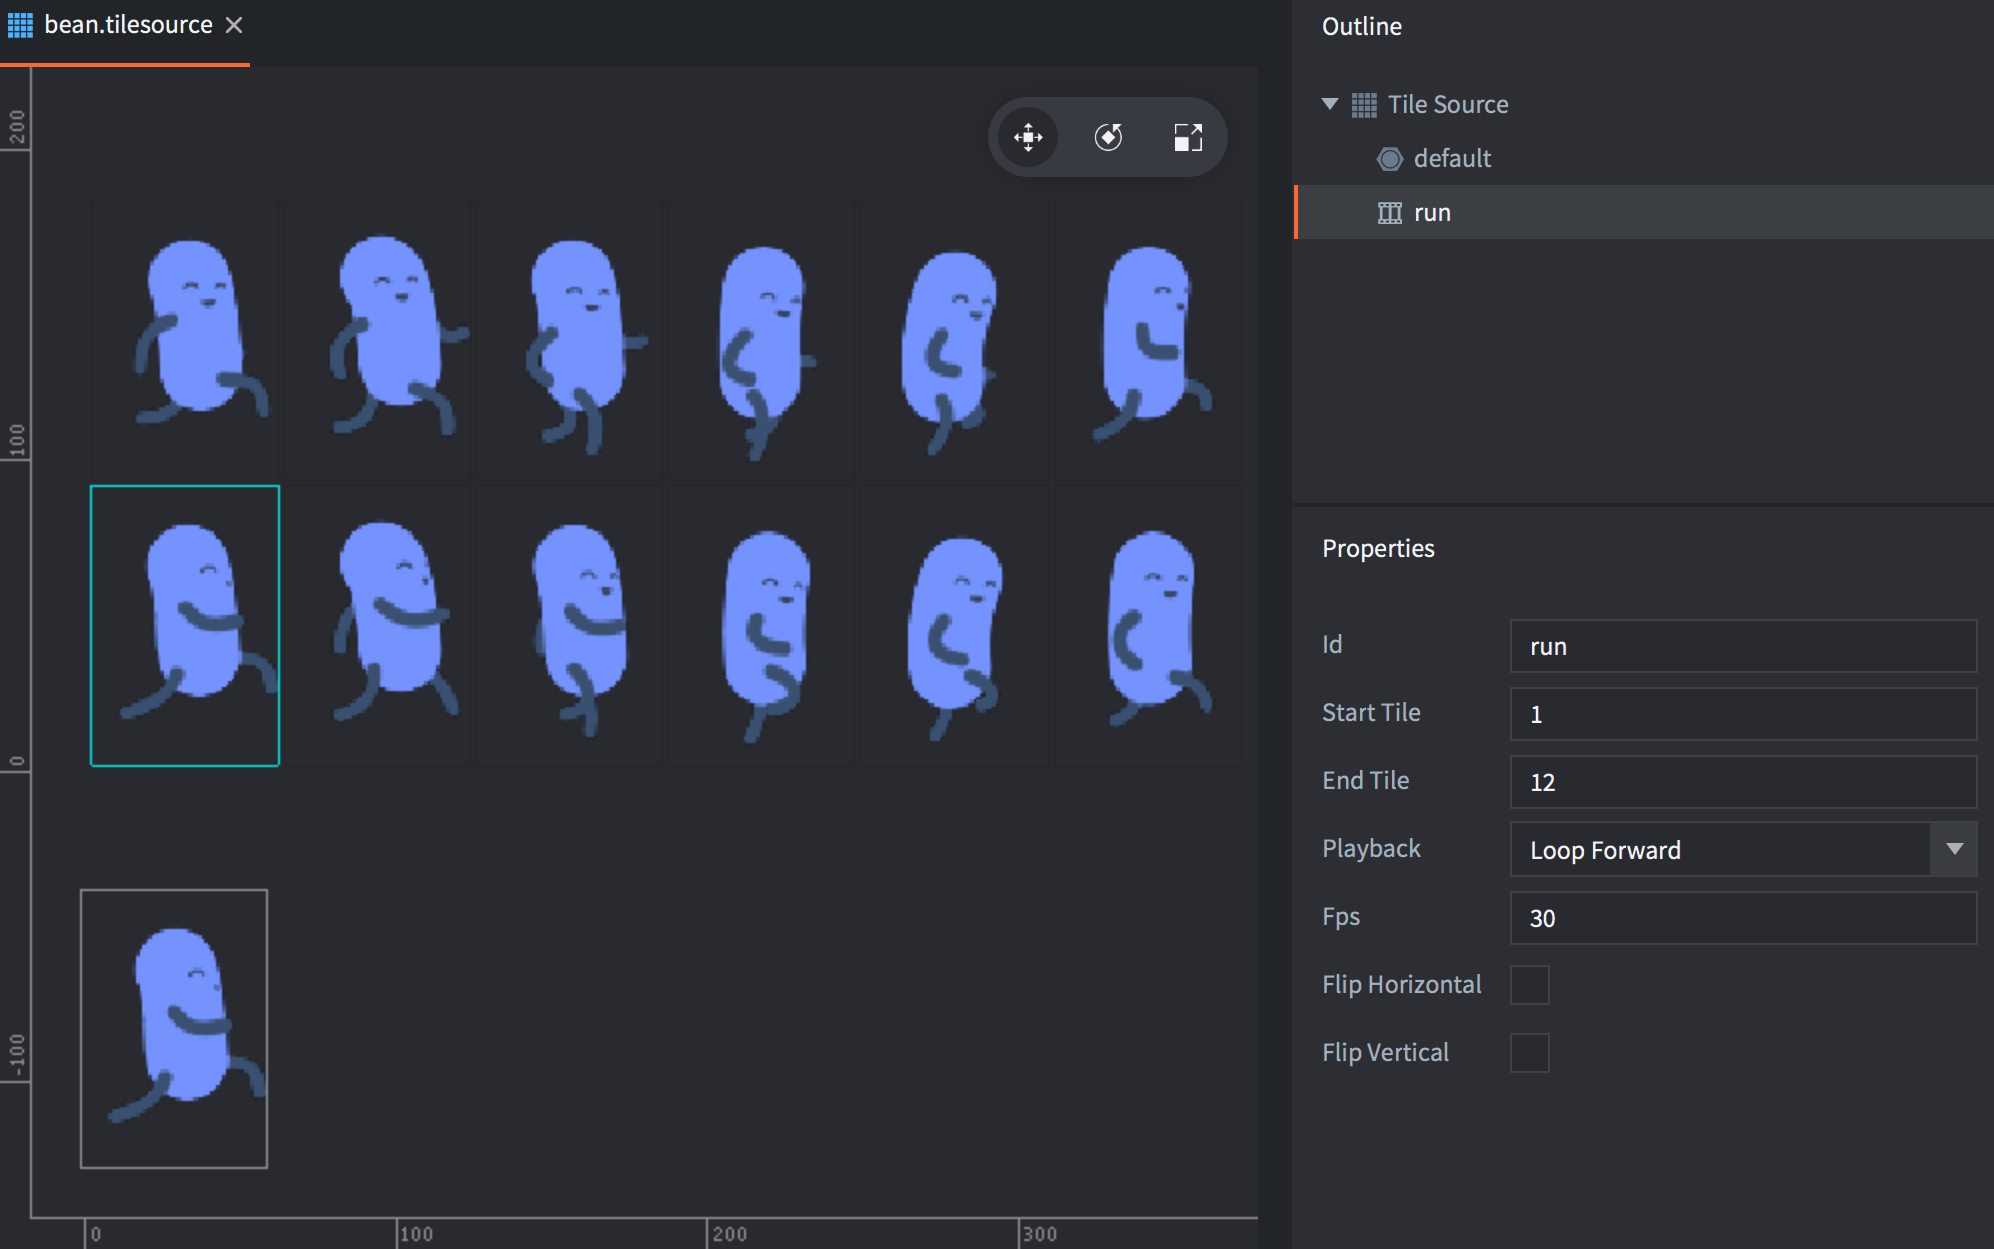 bean.tilesource
200
100
0
-100
0
100
200
300
Outline
Tile Source
default
run
Properties
Id
run
Start Tile
1
End Tile
12
Playback
Loop Forward
Fps
30
Flip Horizontal
Flip Vertical